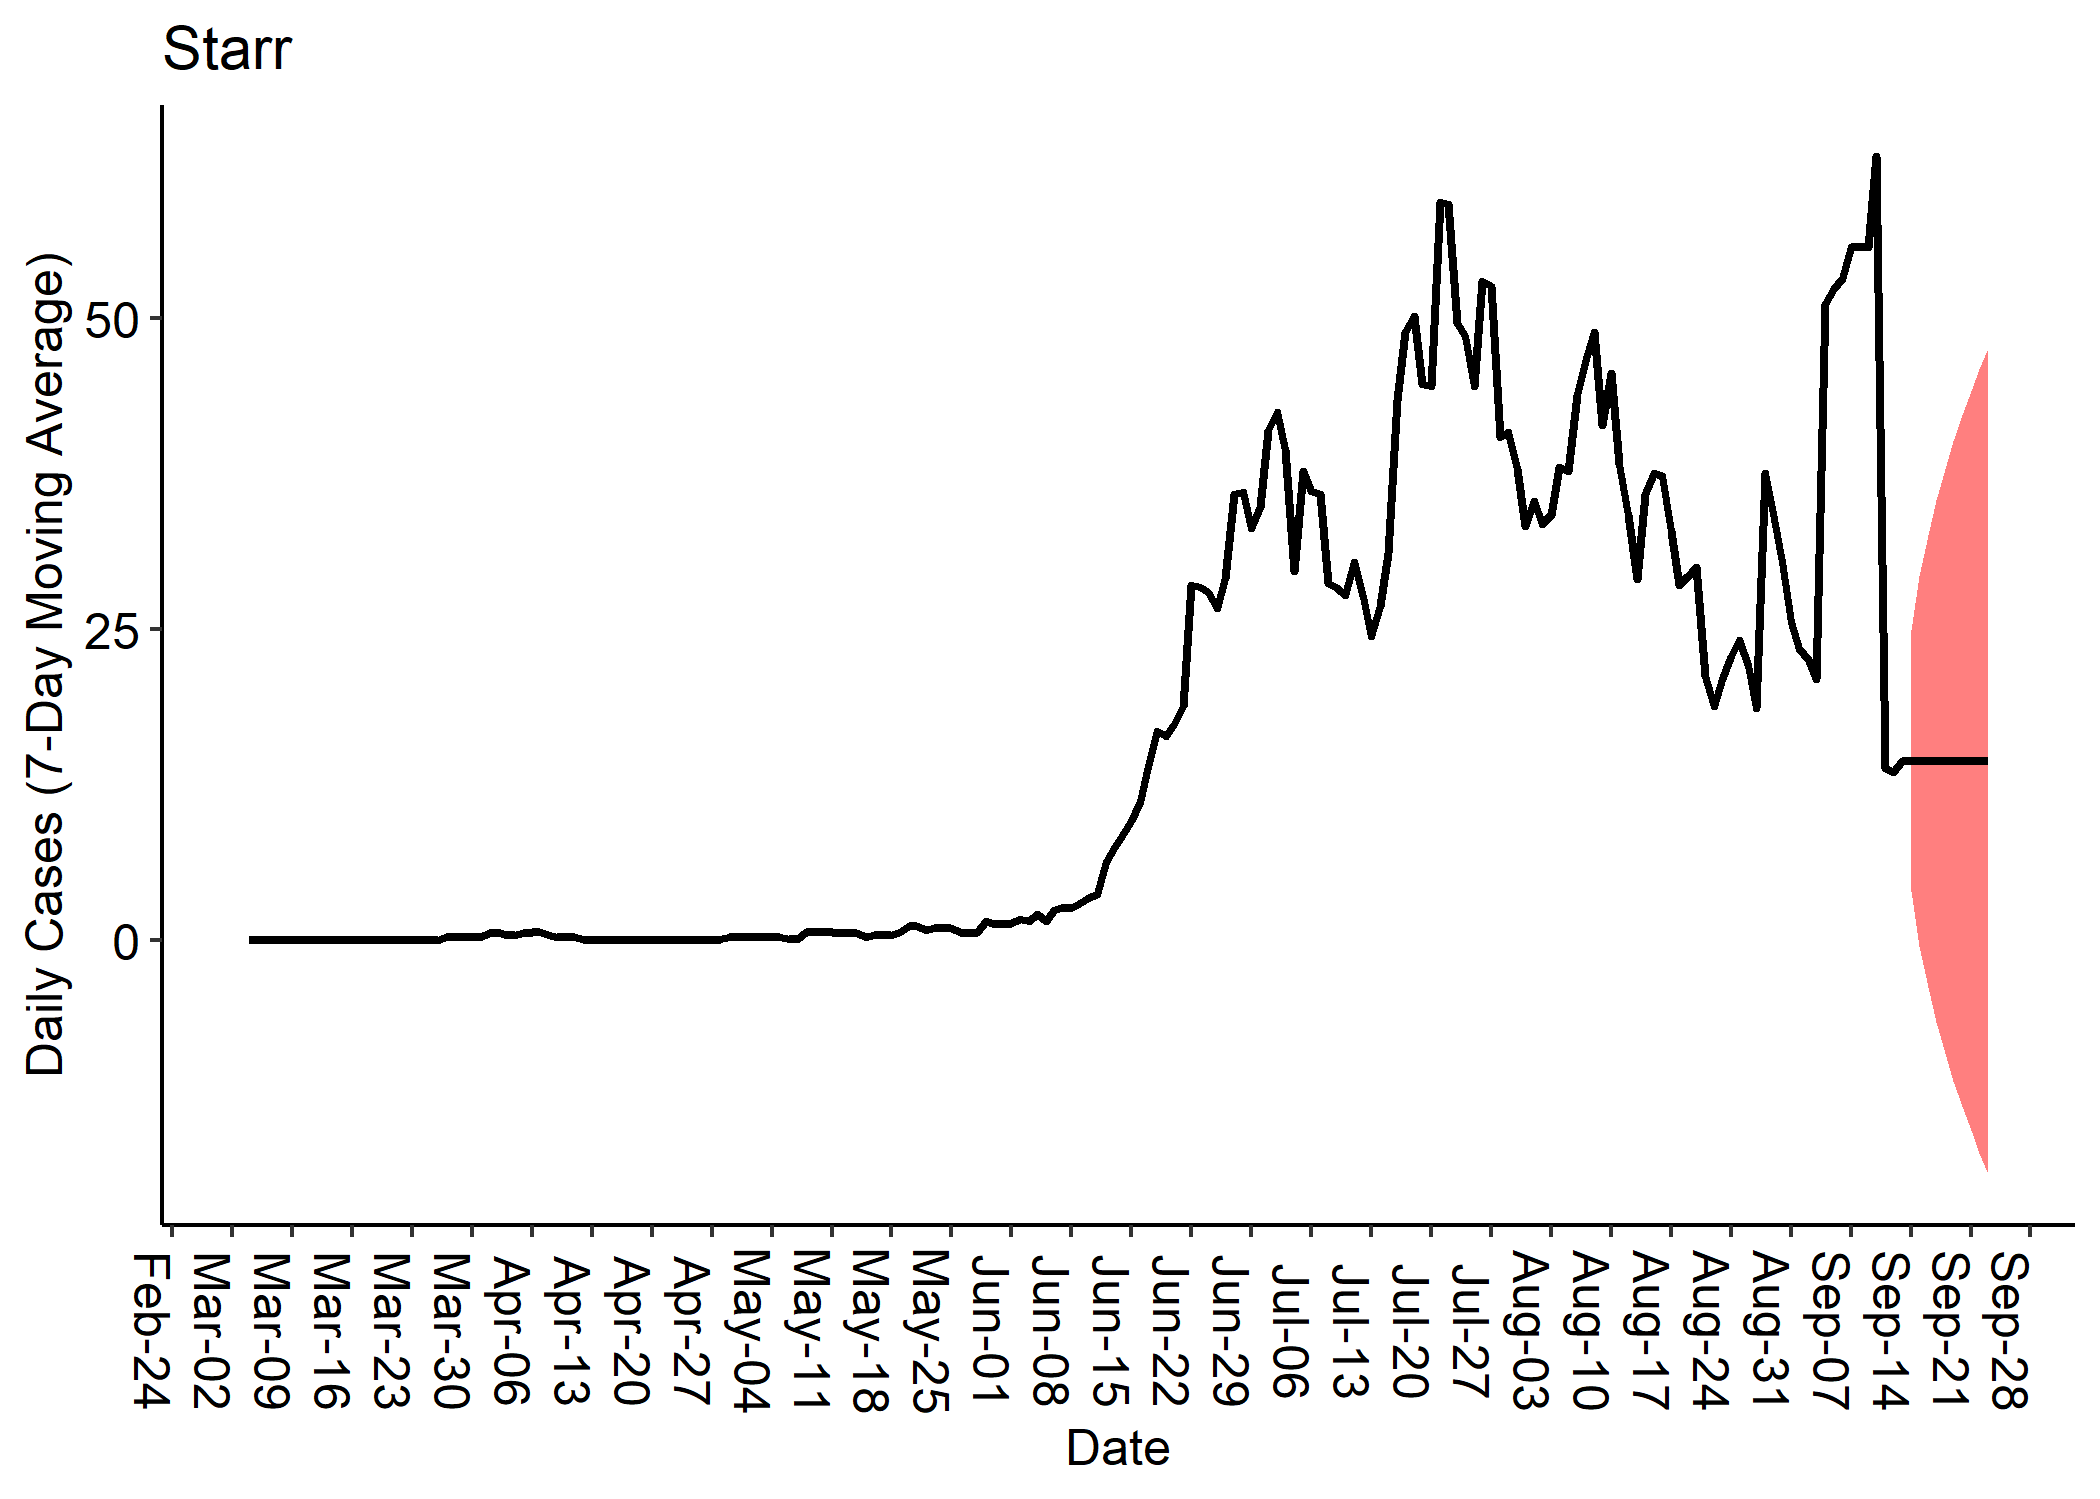 Starr
Daily Cases (7-Day Moving Average)
50
25
0
Feb-24
Mar-02
Mar-09
Mar-16
Mar-23
Mar-30
Apr-06
Apr-13
Apr-20
Apr-27
May-04
May-11
May-18
May-25
Jun-01
Jun-08
Jun-15
Jun-22
Jun-29
Jul-06
Jul-13
Jul-20
Jul-27
Aug-03
Aug-10
Aug-17
Aug-24
Aug-31
Sep-07
Sep-14
Sep-21
Sep-28
Date